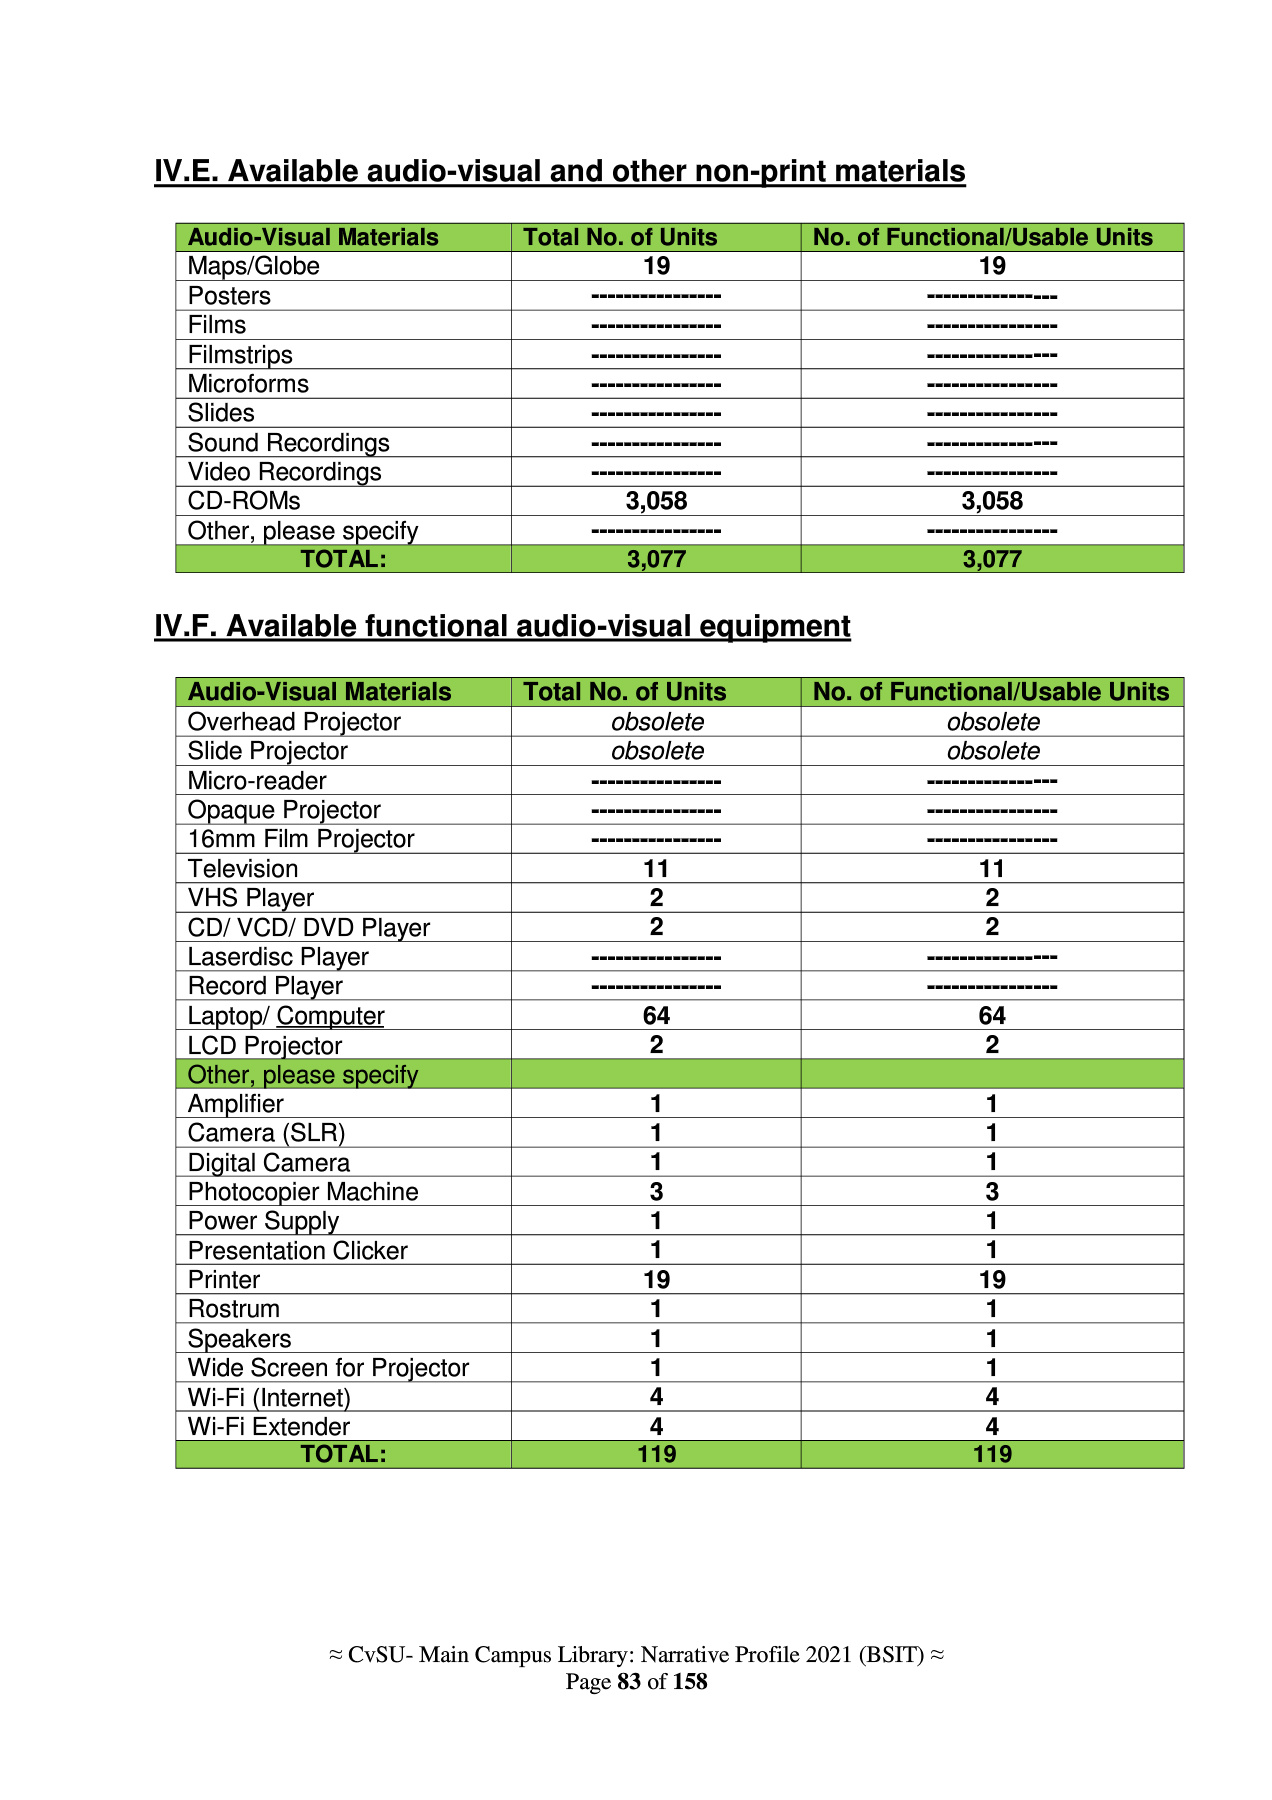 IV.E. Available audio-visual and other non-print materials
Audio-Visual Materials Total No. of Units No. of Functional/Usable Units
Maps/Globe 19 19
Posters ---------------- ----------------
Films ---------------- ----------------
Filmstrips ---------------- ----------------
Microforms ---------------- ----------------
Slides ---------------- ----------------
Sound Recordings ---------------- ----------------
Video Recordings ---------------- ----------------
CD-ROMs 3,058 3,058
Other, please specify ---------------- ----------------
TOTAL: 3,077 3,077
IV.F. Available functional audio-visual equipment
Audio-Visual Materials Total No. of Units No. of Functional/Usable Units
Overhead Projector obsolete obsolete
Slide Projector obsolete obsolete
Micro-reader ---------------- ----------------
Opaque Projector ---------------- ----------------
16mm Film Projector ---------------- ----------------
Television 11 11
VHS Player 2 2
CD/ VCD/ DVD Player 2 2
Laserdisc Player ---------------- ----------------
Record Player ---------------- ----------------
Laptop/ Computer 64 64
LCD Projector 2 2
Other, please specify
Amplifier 1 1
Camera (SLR) 1 1
Digital Camera 1 1
Photocopier Machine 3 3
Power Supply 1 1
Presentation Clicker 1 1
Printer 19 19
Rostrum 1 1
Speakers 1 1
Wide Screen for Projector 1 1
Wi-Fi (Internet) 4 4
Wi-Fi Extender 4 4
TOTAL: 119 119
≈ CvSU- Main Campus Library: Narrative Profile 2021 (BSIT) ≈
Page 83 of 158